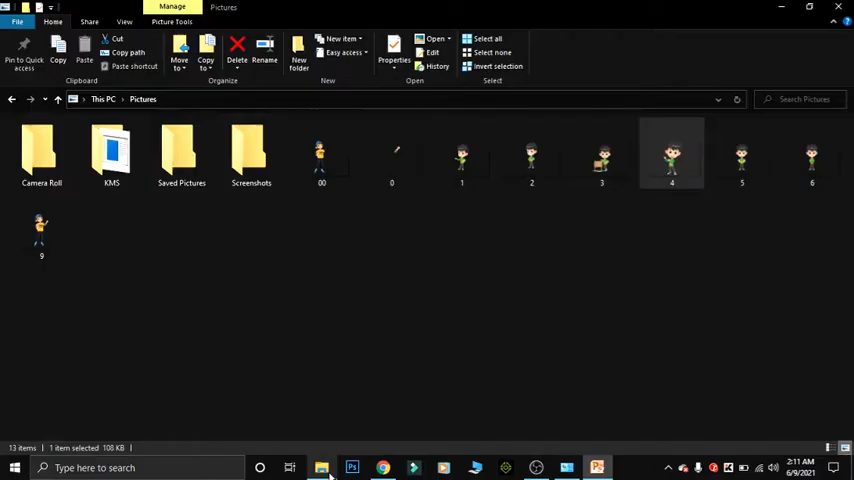 Manage Pictures
File Home Share View Picture Tools
Pin to Quick access
Copy
Paste
Cut
Copy path
Paste shortcut
Move to
Copy to
Delete
Rename
New folder
New item
Easy access
Properties
Open
Edit
History
Select all
Select none
Invert selection
Clipboard Organize New Open Select
This PC Pictures Search Pictures
Camera Roll KMS Saved Pictures Screenshots 00 0 1 2 3 4 5 6
9
13 items 1 item selected 108 KB
Type here to search Ps 2:11 AM
6/9/2021